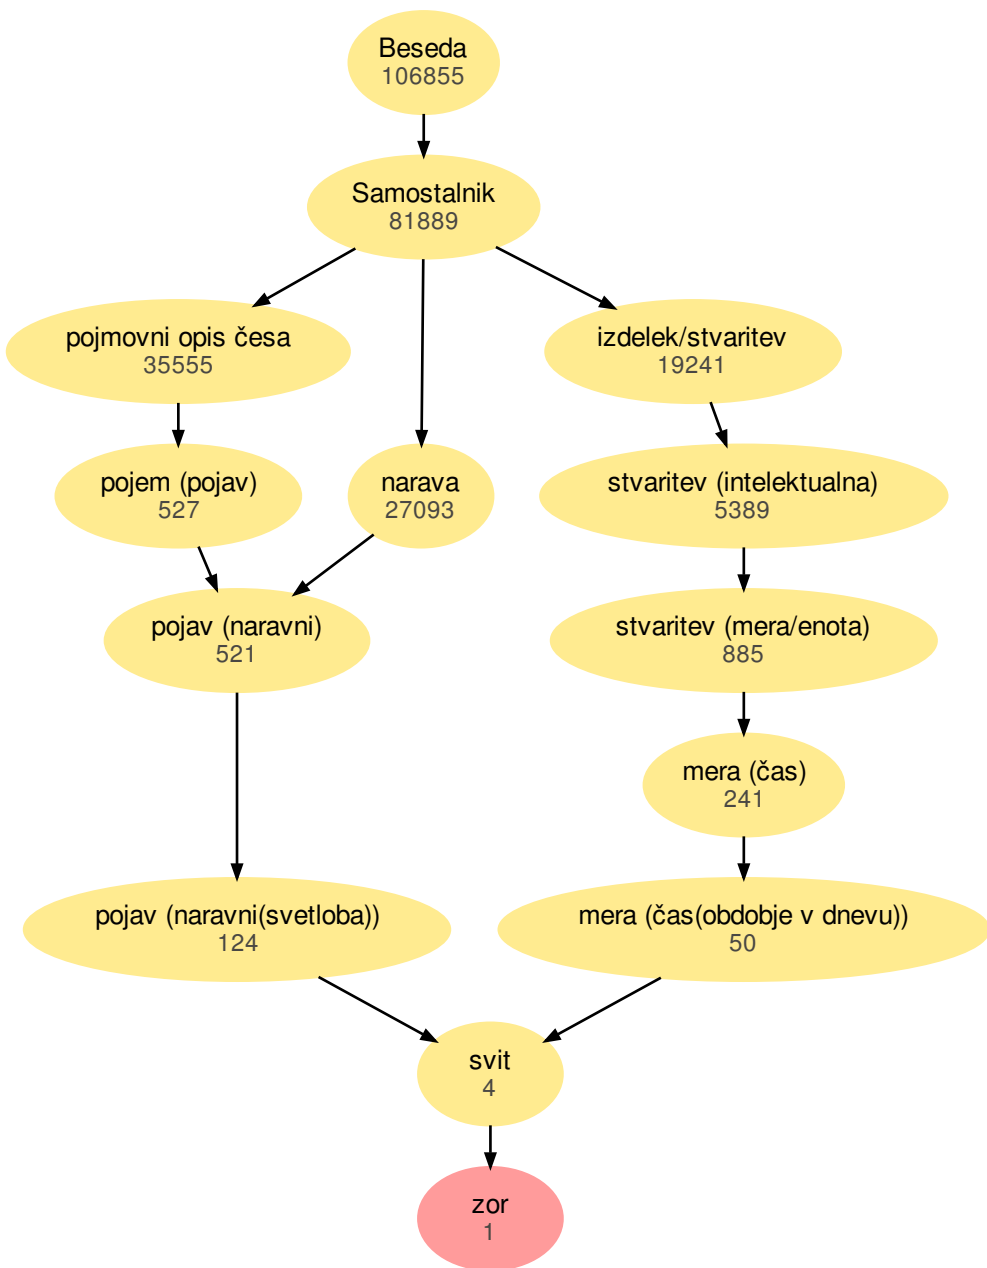 Beseda
106855
Samostalnik
81889
pojmovni opis česa
35555
izdelek/stvaritev
19241
pojem (pojav)
527
narava
27093
stvaritev (intelektualna)
5389
pojav (naravni)
521
stvaritev (mera/enota)
885
mera (čas)
241
pojav (naravni(svetloba))
124
mera (čas(obdobje v dnevu))
50
svit
4
zor
1